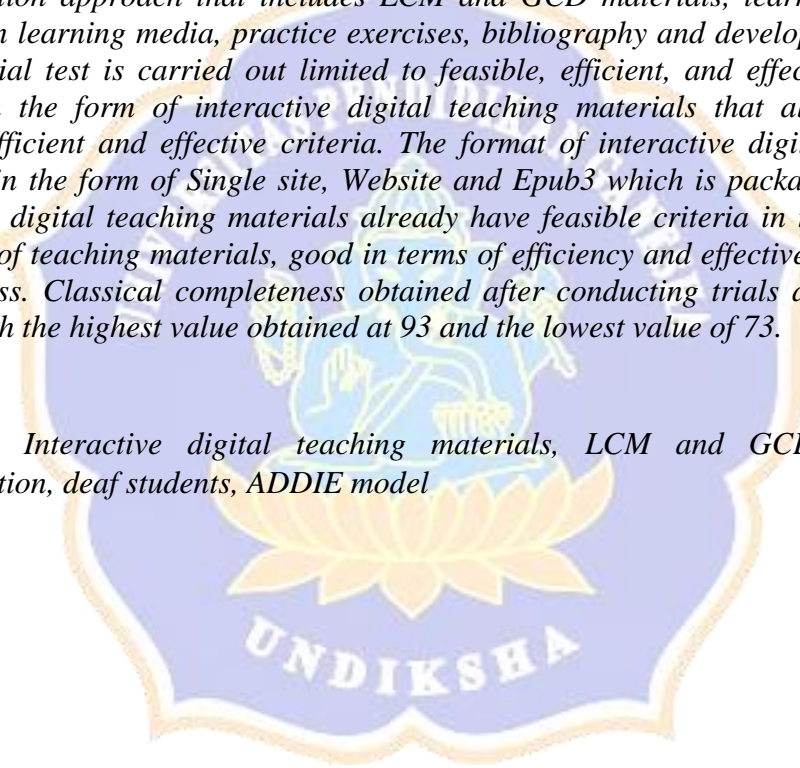 tion approach that includes LCM and GCD materials, learn
n learning media, practice exercises, bibliography and develop
ial test is carried out limited to feasible, efficient, and effec
the form of interactive digital teaching materials that al
fficient and effective criteria. The format of interactive digi
in the form of Single site, Website and Epub3 which is packa
digital teaching materials already have feasible criteria in t
of teaching materials, good in terms of efficiency and effective
ss. Classical completeness obtained after conducting trials a
h the highest value obtained at 93 and the lowest value of 73.
Interactive digital teaching materials, LCM and GC
tion, deaf students, ADDIE model
UNIVERSITAS PENDIDIKAN GANESHA
UNDIKSHA